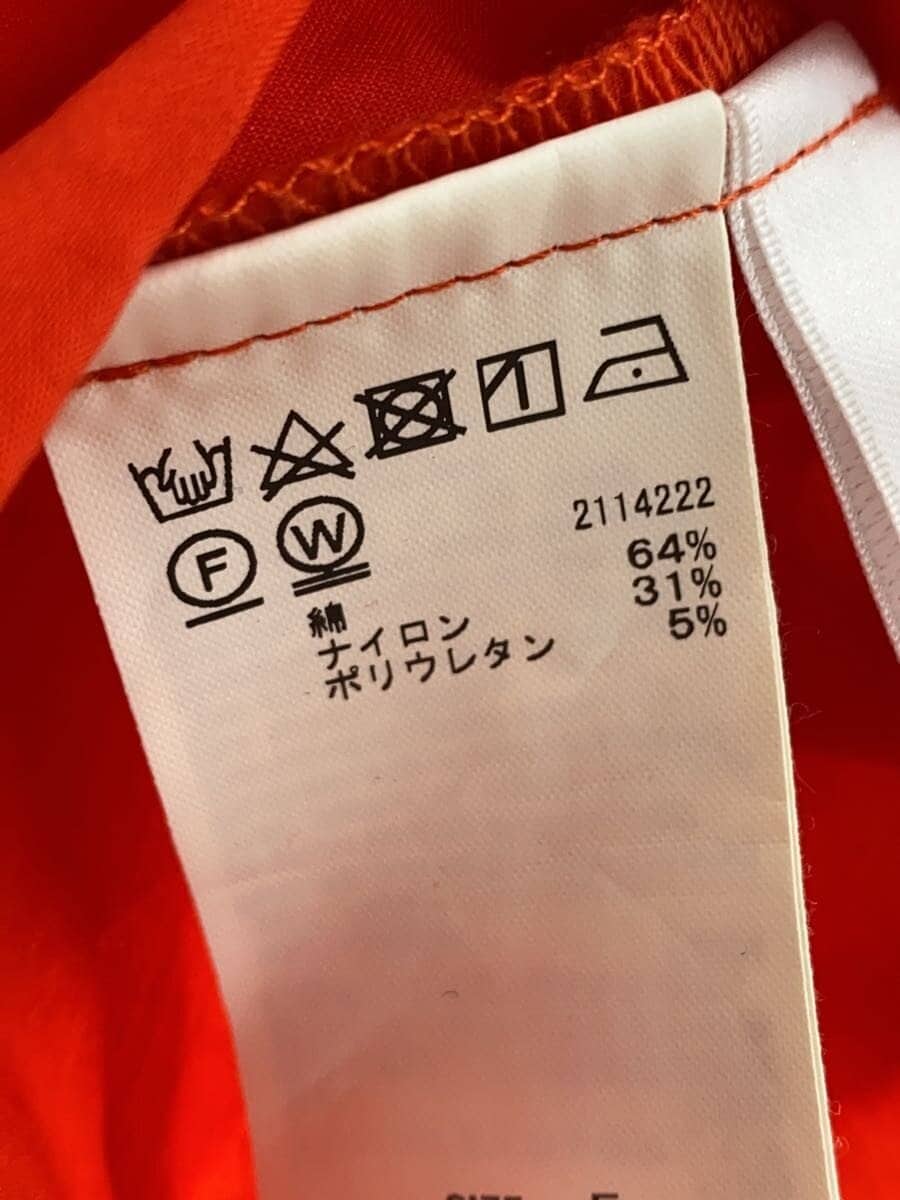 F W
2114222
綿 64%
ナイロン 31%
ポリウレタン 5%